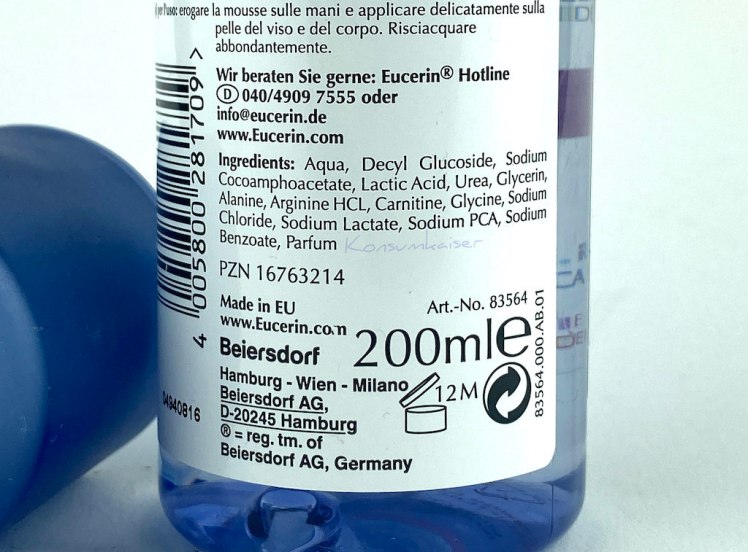 per l'uso: erogare la mousse sulle mani e applicare delicatamente sulla
pelle del viso e del corpo. Risciacquare
abbondantemente.
Wir beraten Sie gerne: Eucerin® Hotline
D 040/4909 7555 oder
info@eucerin.de
www.Eucerin.com
Ingredients: Aqua, Decyl Glucoside, Sodium
Cocoamphoacetate, Lactic Acid, Urea, Glycerin,
Alanine, Arginine HCL, Carnitine, Glycine, Sodium
Chloride, Sodium Lactate, Sodium PCA, Sodium
Benzoate, Parfum Konsumkaiser
PZN 16763214
Made in EU
www.Eucerin.com
Art.-No. 83564
Beiersdorf
200ml e
Hamburg - Wien - Milano
Beiersdorf AG,
D-20245 Hamburg
® = reg. tm. of
Beiersdorf AG, Germany
12M
83564.000.AB.01
4 005800 281709 >
04940816